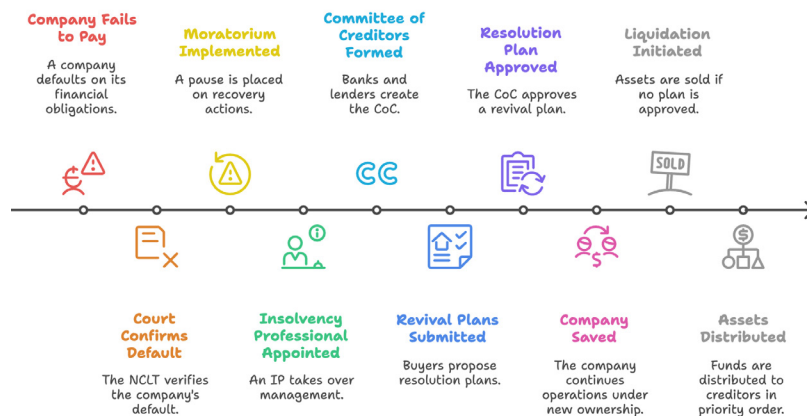 Company Fails
to Pay
A company
defaults on its
financial
obligations.
Moratorium
Implemented
A pause is placed
on recovery
actions.
Committee of
Creditors
Formed
Banks and
lenders create
the CoC.
Resolution
Plan
Approved
The CoC approves
a revival plan.
Liquidation
Initiated
Assets are sold if
no plan is
approved.
CC
SOLD
Court
Confirms
Default
The NCLT verifies
the company's
default.
Insolvency
Professional
Appointed
An IP takes over
management.
Revival Plans
Submitted
Buyers propose
resolution plans.
Company
Saved
The company
continues
operations under
new ownership.
Assets
Distributed
Funds are
distributed to
creditors in
priority order.